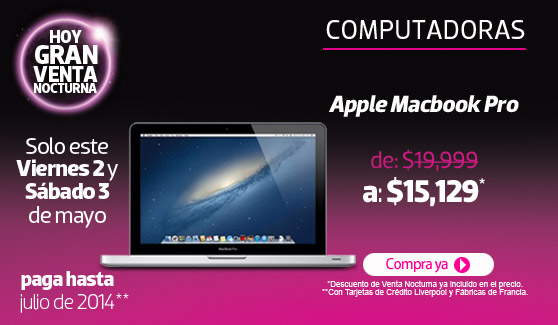 HOY
GRAN
VENTA
NOCTURNA
COMPUTADORAS
Apple Macbook Pro
Solo este
Viernes 2 y
Sábado 3
de mayo
de: $19,999
a: $15,129*
MacBook Pro
Compra ya
paga hasta
julio de 2014**
*Descuento de Venta Nocturna ya incluido en el precio.
**Con Tarjetas de Crédito Liverpool y Fábricas de Francia.